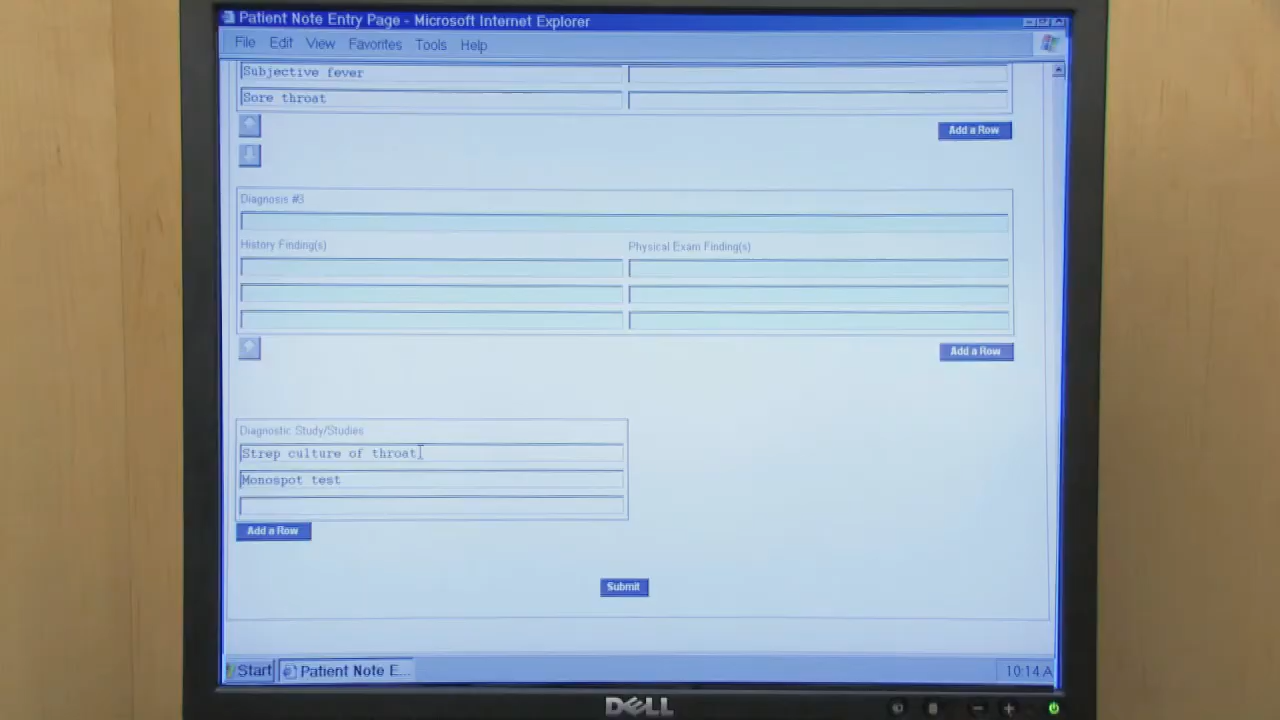 Patient Note Entry Page - Microsoft Internet Explorer
File Edit View Favorites Tools Help
Subjective fever
Sore throat
Add a Row
Diagnosis #3
History Finding(s) Physical Exam Finding(s)
Add a Row
Diagnostic Study/Studies
Strep culture of throat
Monospot test
Add a Row
Submit
Start Patient Note E... 10:14 A
DELL